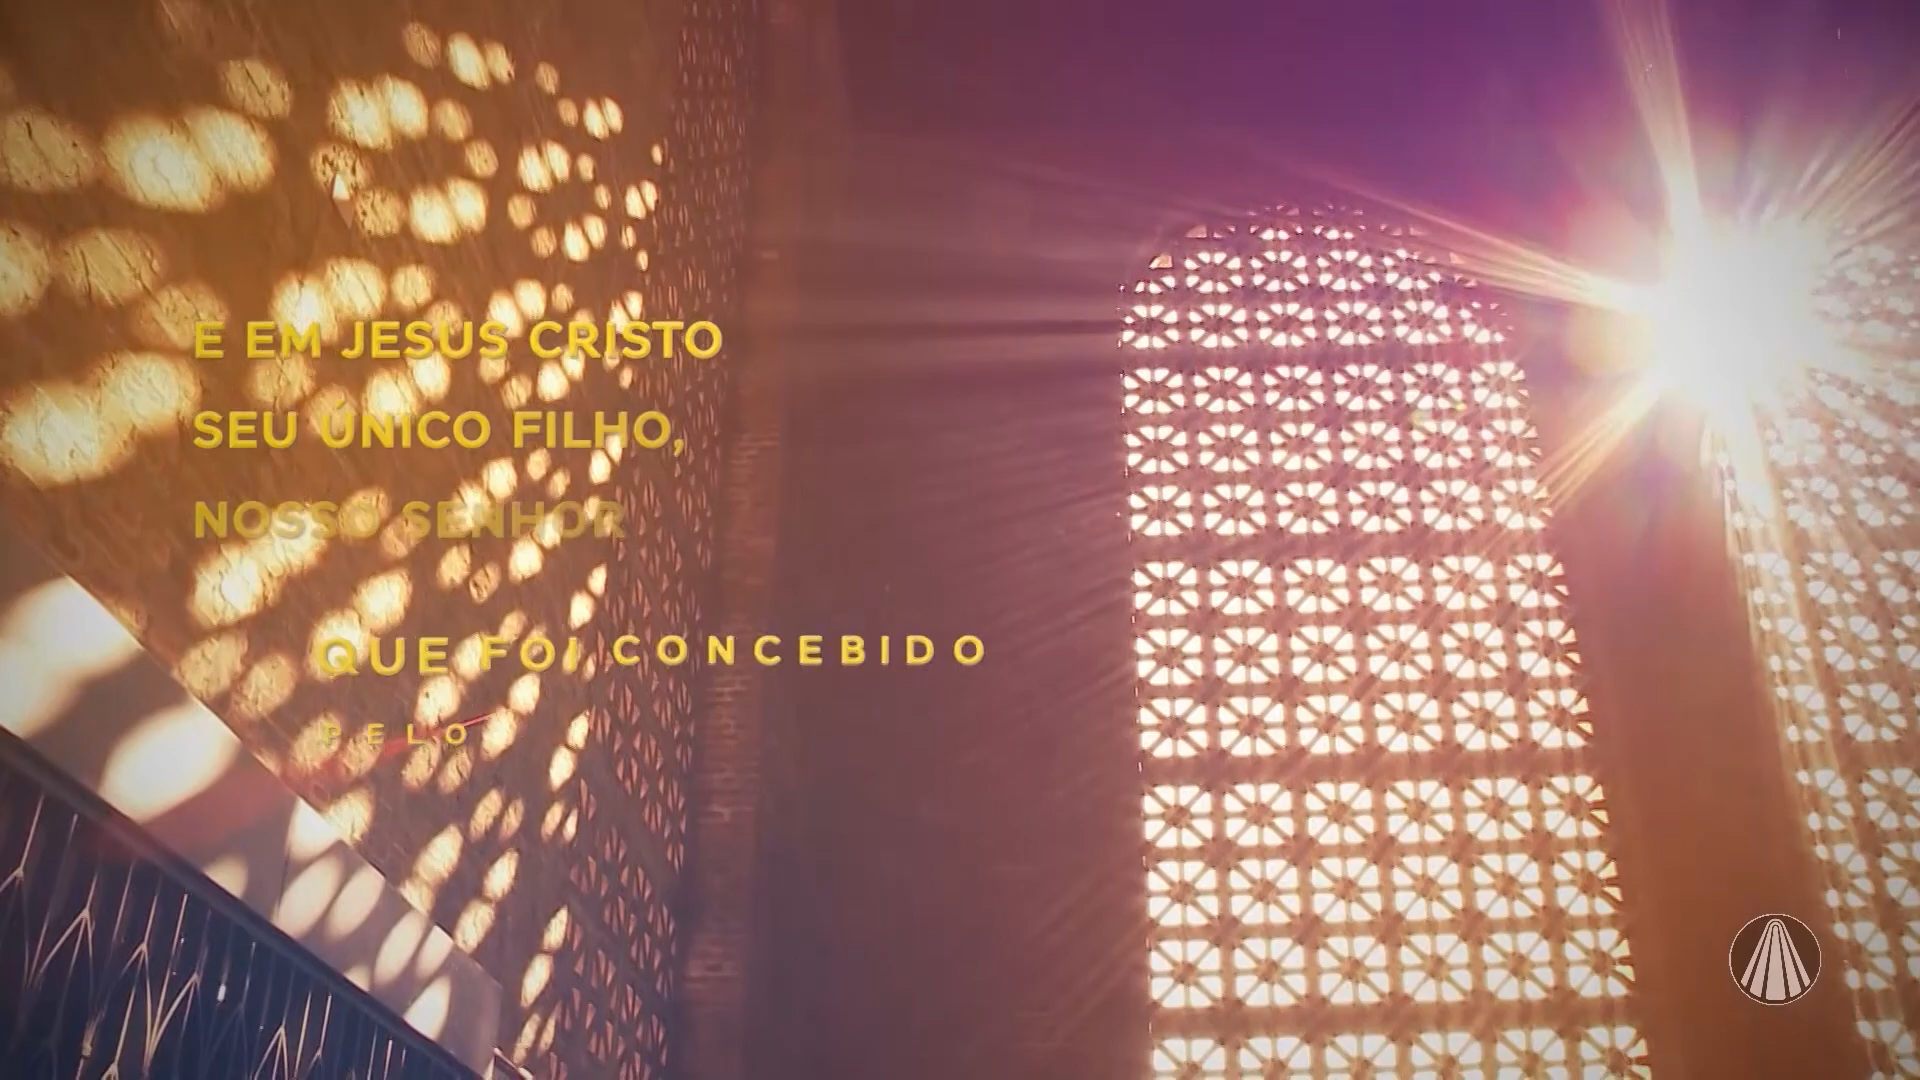 E EM JESUS CRISTO
SEU ÚNICO FILHO,
NOSSO SENHOR
QUE FOI CONCEBIDO
PELO